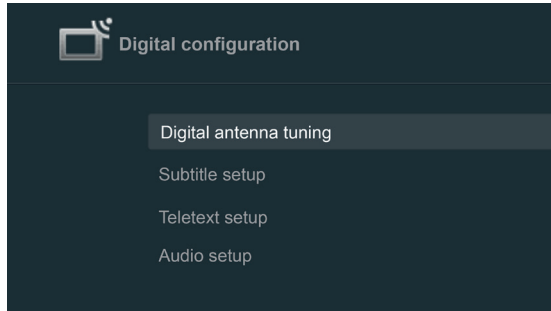 Digital configuration
Digital antenna tuning
Subtitle setup
Teletext setup
Audio setup